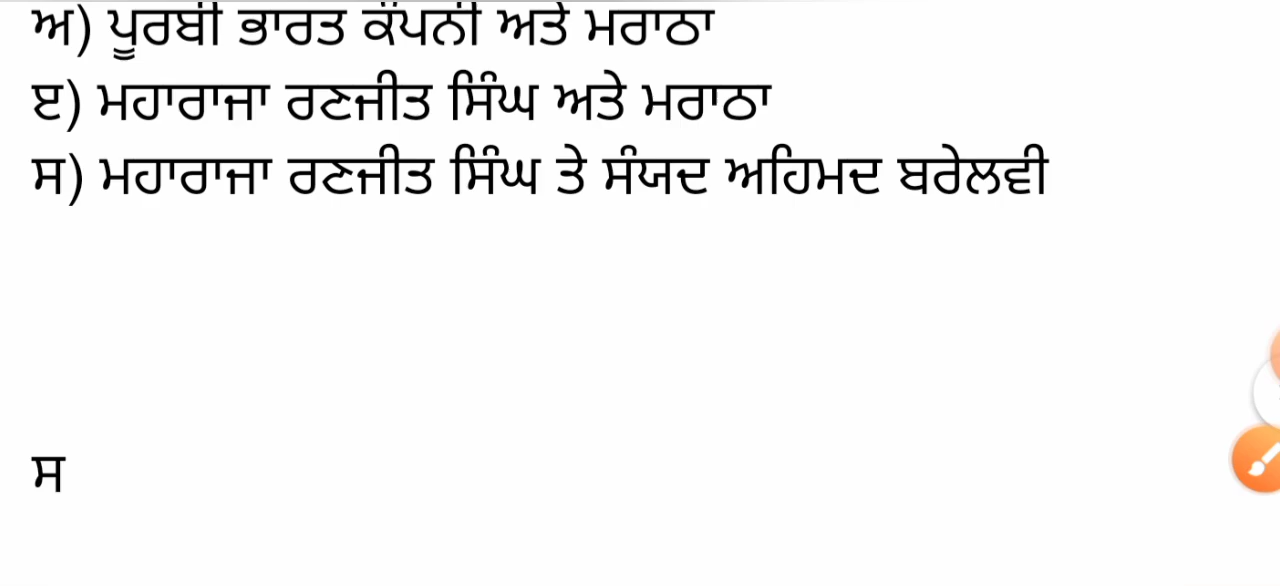 ਅ) ਪੂਰਬੀ ਭਾਰਤ ਕੰਪਨੀ ਅਤੇ ਮਰਾਠਾ
ੲ) ਮਹਾਰਾਜਾ ਰਣਜੀਤ ਸਿੰਘ ਅਤੇ ਮਰਾਠਾ
ਸ) ਮਹਾਰਾਜਾ ਰਣਜੀਤ ਸਿੰਘ ਤੇ ਸੰਯਦ ਅਹਿਮਦ ਬਰੇਲਵੀ
ਸ